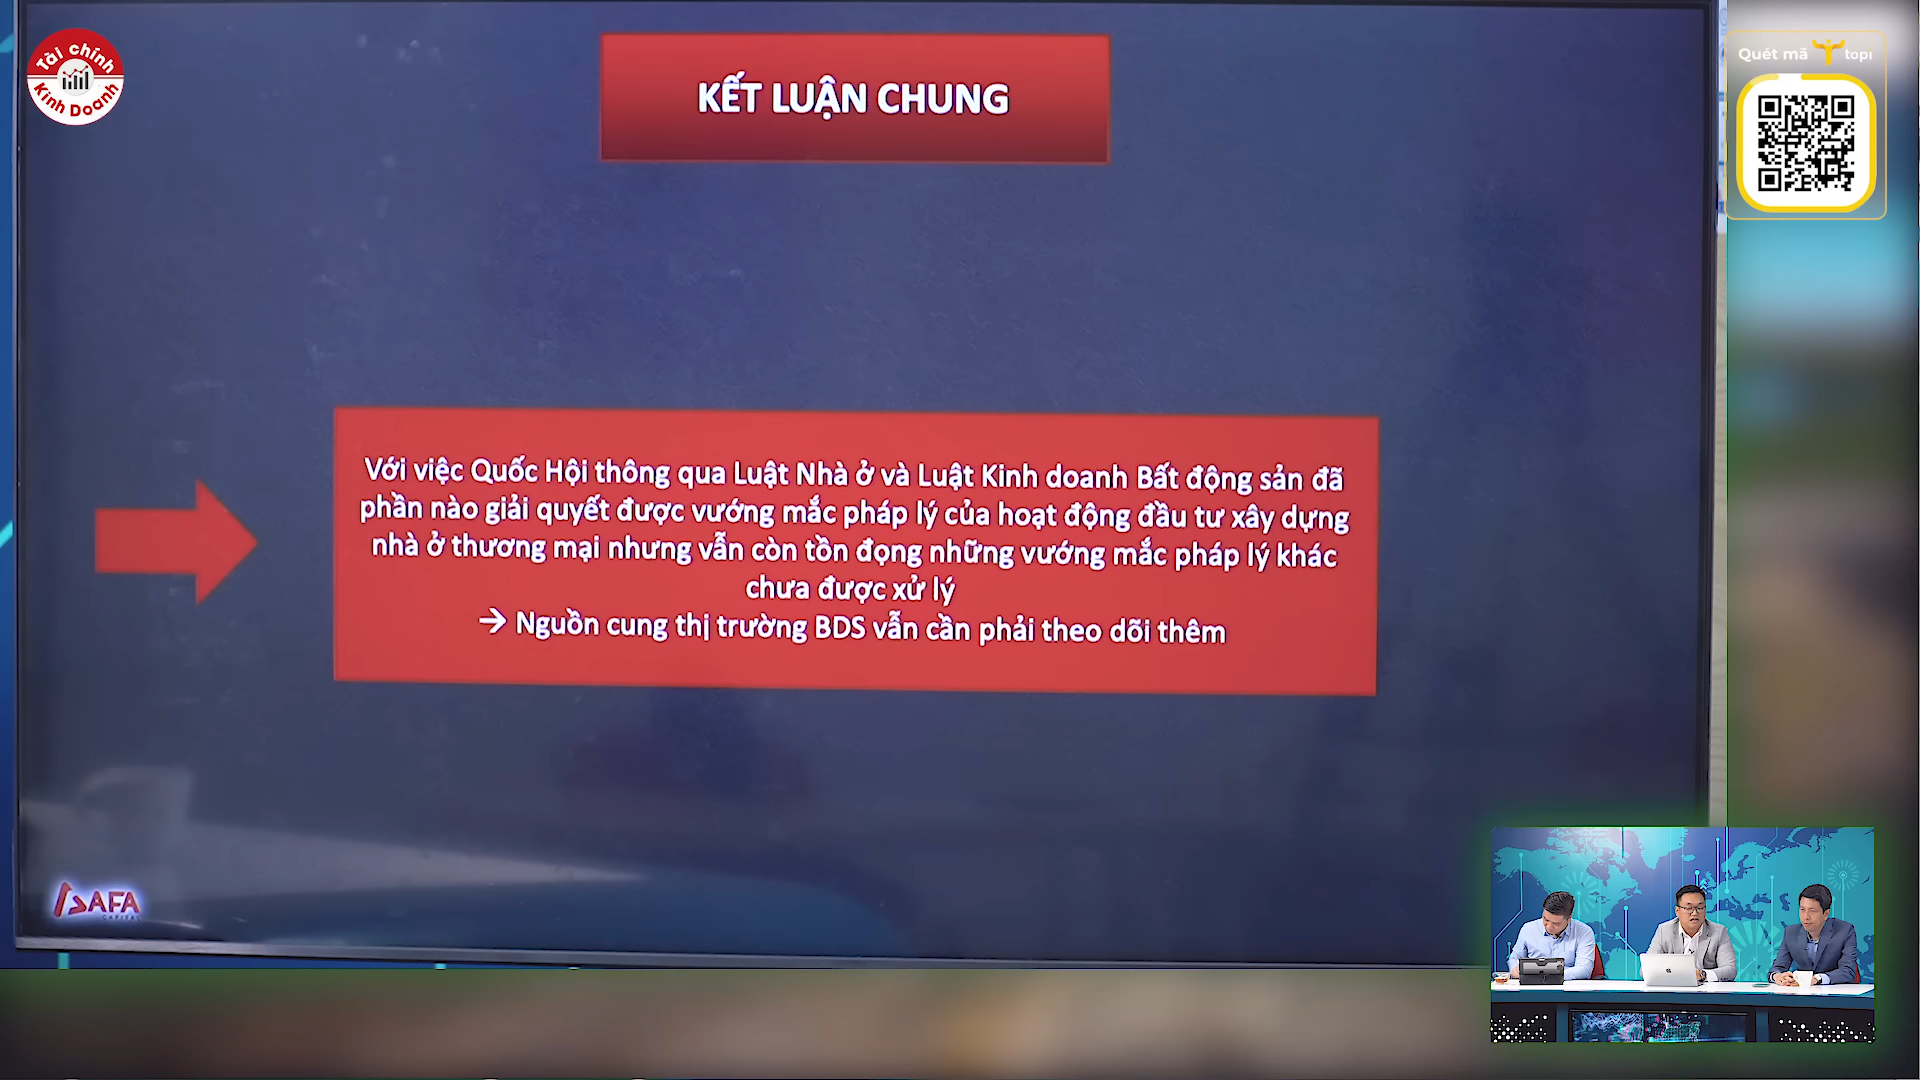 Tài chính
Kinh Doanh
Quét mã topi
KẾT LUẬN CHUNG
Với việc Quốc Hội thông qua Luật Nhà ở và Luật Kinh doanh Bất động sản đã
phần nào giải quyết được vướng mắc pháp lý của hoạt động đầu tư xây dựng
nhà ở thương mại nhưng vẫn còn tồn đọng những vướng mắc pháp lý khác
chưa được xử lý
→ Nguồn cung thị trường BDS vẫn cần phải theo dõi thêm
AFA
CAPITAL